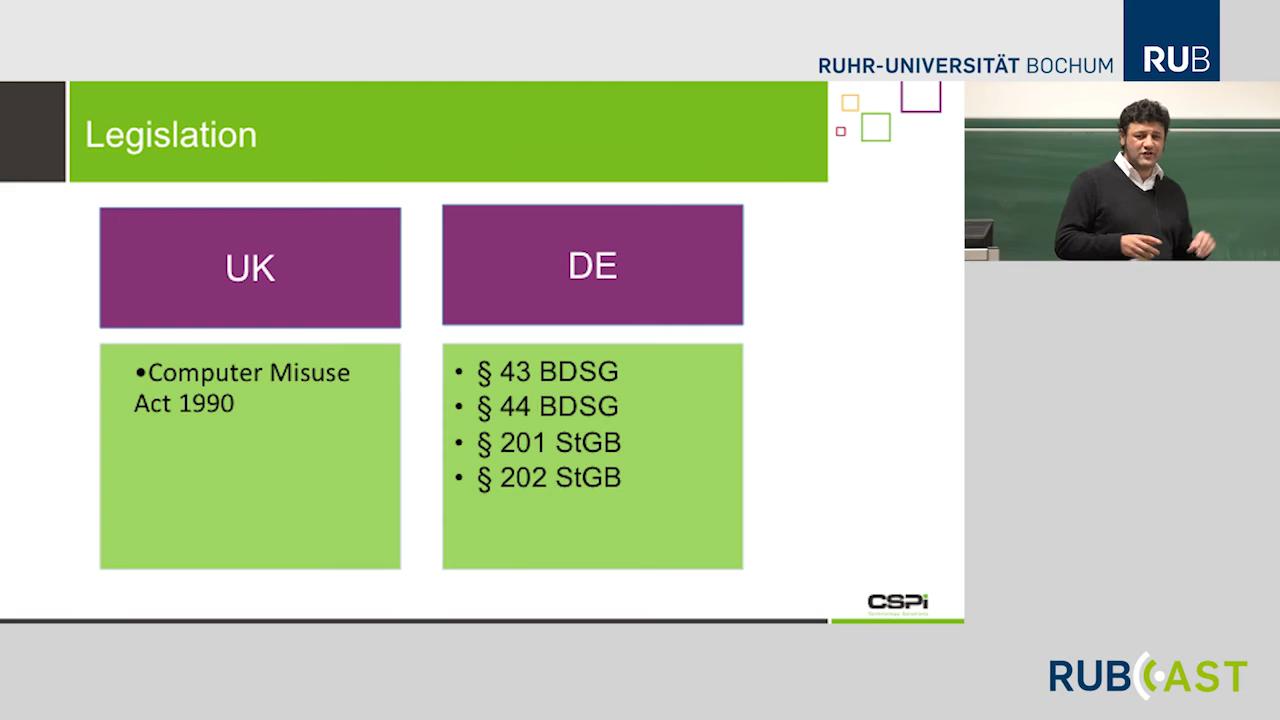 RUHR-UNIVERSITÄT BOCHUM
RUB
Legislation
UK
•Computer Misuse
Act 1990
DE
• § 43 BDSG
• § 44 BDSG
• § 201 StGB
• § 202 StGB
CSPi
RUBCAST